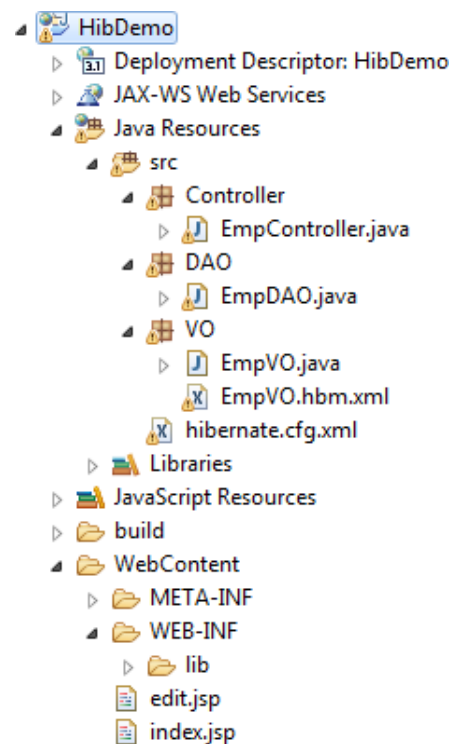 HibDemo
3.1 Deployment Descriptor: HibDemo
JAX-WS Web Services
Java Resources
src
Controller
J EmpController.java
DAO
J EmpDAO.java
VO
J EmpVO.java
X EmpVO.hbm.xml
X hibernate.cfg.xml
Libraries
JavaScript Resources
build
WebContent
META-INF
WEB-INF
lib
edit.jsp
index.jsp